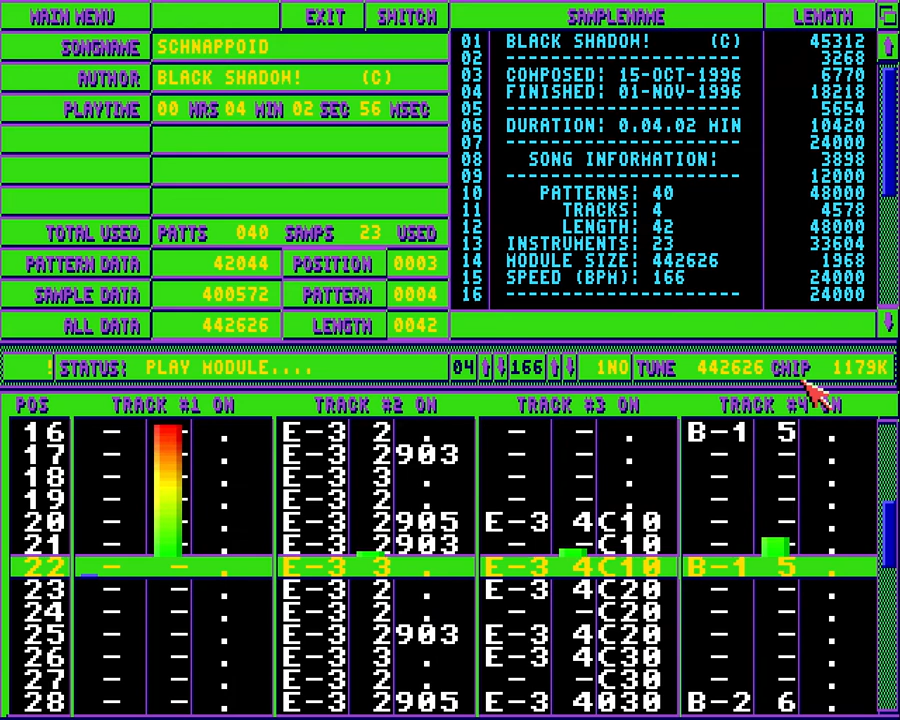 MAIN MENU EXIT SWITCH SAMPLENAME LENGTH
SONGNAME SCHNAPPOID
AUTHOR BLACK SHADOW! (C)
PLAYTIME 00 HRS 04 MIN 02 SEC 56 MSEC
TOTAL USED PATTS 040 SAMPS 23 USED
PATTERN DATA 42044 POSITION 0003
SAMPLE DATA 400572 PATTERN 0004
ALL DATA 442626 LENGTH 0042
01 BLACK SHADOW! (C) 45312
02 ------------------------- 3268
03 COMPOSED: 15-OCT-1996 6770
04 FINISHED: 01-NOV-1996 18218
05 ------------------------- 5654
06 DURATION: 0.04.02 MIN 10420
07 ------------------------- 24000
08 SONG INFORMATION: 3898
09 ------------------------- 12000
10 PATTERNS: 40 48000
11 TRACKS: 4 4578
12 LENGTH: 42 48000
13 INSTRUMENTS: 23 33604
14 MODULE SIZE: 442626 1968
15 SPEED (BPM): 166 24000
16 ------------------------- 24000
! STATUS: PLAY MODULE.... 04 166 1NO TUNE 442626 CHIP 1179K
POS TRACK #1 ON TRACK #2 ON TRACK #3 ON TRACK #4 ON
16 - - . E-3 2 . - - . B-1 5 .
17 - - . E-3 2903 - - . - - .
18 - - . E-3 3 . - - . - - .
19 - - . E-3 2 . - - . - - .
20 - - . E-3 2905 E-3 4C10 - - .
21 - - . E-3 2903 - -C10 - - .
22 - - . E-3 3 . E-3 4C10 B-1 5 .
23 - - . E-3 2 . E-3 4C20 - - .
24 - - . E-3 2 . - -C20 - - .
25 - - . E-3 2903 E-3 4C20 - - .
26 - - . E-3 3 . E-3 4C30 - - .
27 - - . E-3 2 . - -C30 - - .
28 - - . E-3 2905 E-3 4030 B-2 6 .